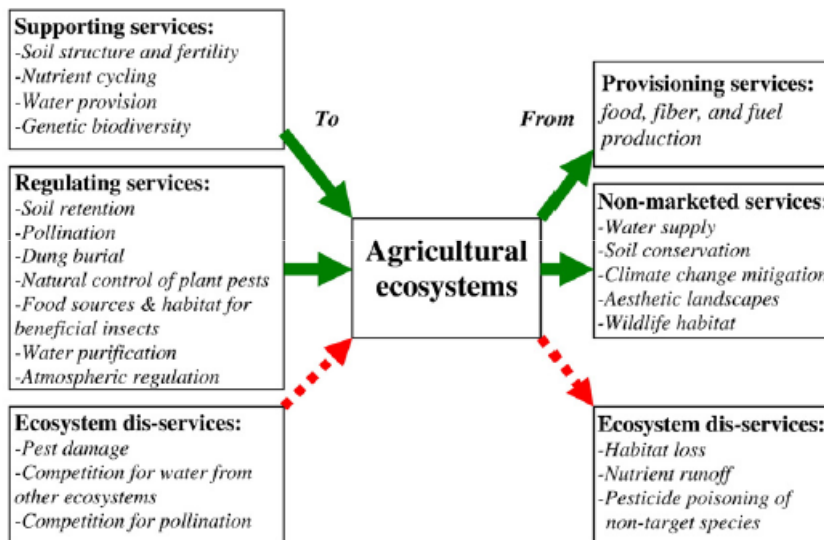 Supporting services:
-Soil structure and fertility
-Nutrient cycling
-Water provision
-Genetic biodiversity
Regulating services:
-Soil retention
-Pollination
-Dung burial
-Natural control of plant pests
-Food sources & habitat for
beneficial insects
-Water purification
-Atmospheric regulation
Ecosystem dis-services:
-Pest damage
-Competition for water from
other ecosystems
-Competition for pollination
To
From
Agricultural
ecosystems
Provisioning services:
food, fiber, and fuel
production
Non-marketed services:
-Water supply
-Soil conservation
-Climate change mitigation
-Aesthetic landscapes
-Wildlife habitat
Ecosystem dis-services:
-Habitat loss
-Nutrient runoff
-Pesticide poisoning of
non-target species